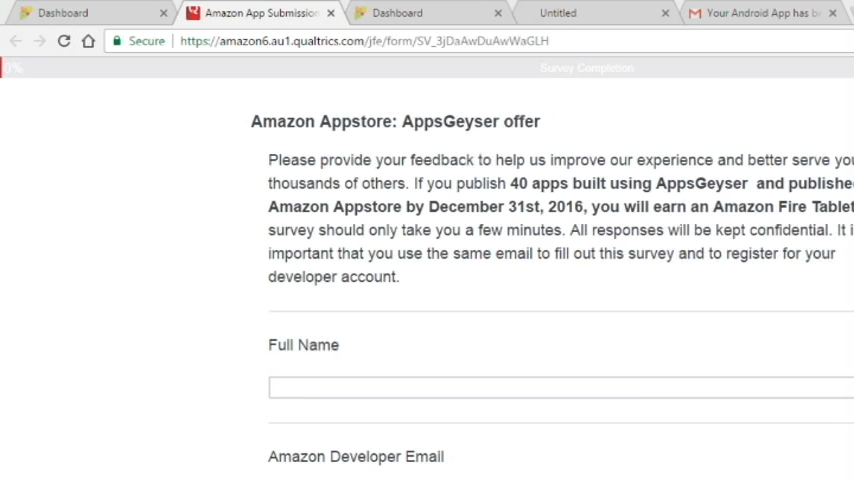 Dashboard
Amazon App Submission
Dashboard
Untitled
Your Android App has be
Secure
https://amazon6.au1.qualtrics.com/jfe/form/SV_3jDaAwDuAwWaGLH
0%
Survey Completion
Amazon Appstore: AppsGeyser offer
Please provide your feedback to help us improve our experience and better serve you
thousands of others. If you publish 40 apps built using AppsGeyser and publishe
Amazon Appstore by December 31st, 2016, you will earn an Amazon Fire Tablet
survey should only take you a few minutes. All responses will be kept confidential. It i
important that you use the same email to fill out this survey and to register for your
developer account.
Full Name
Amazon Developer Email